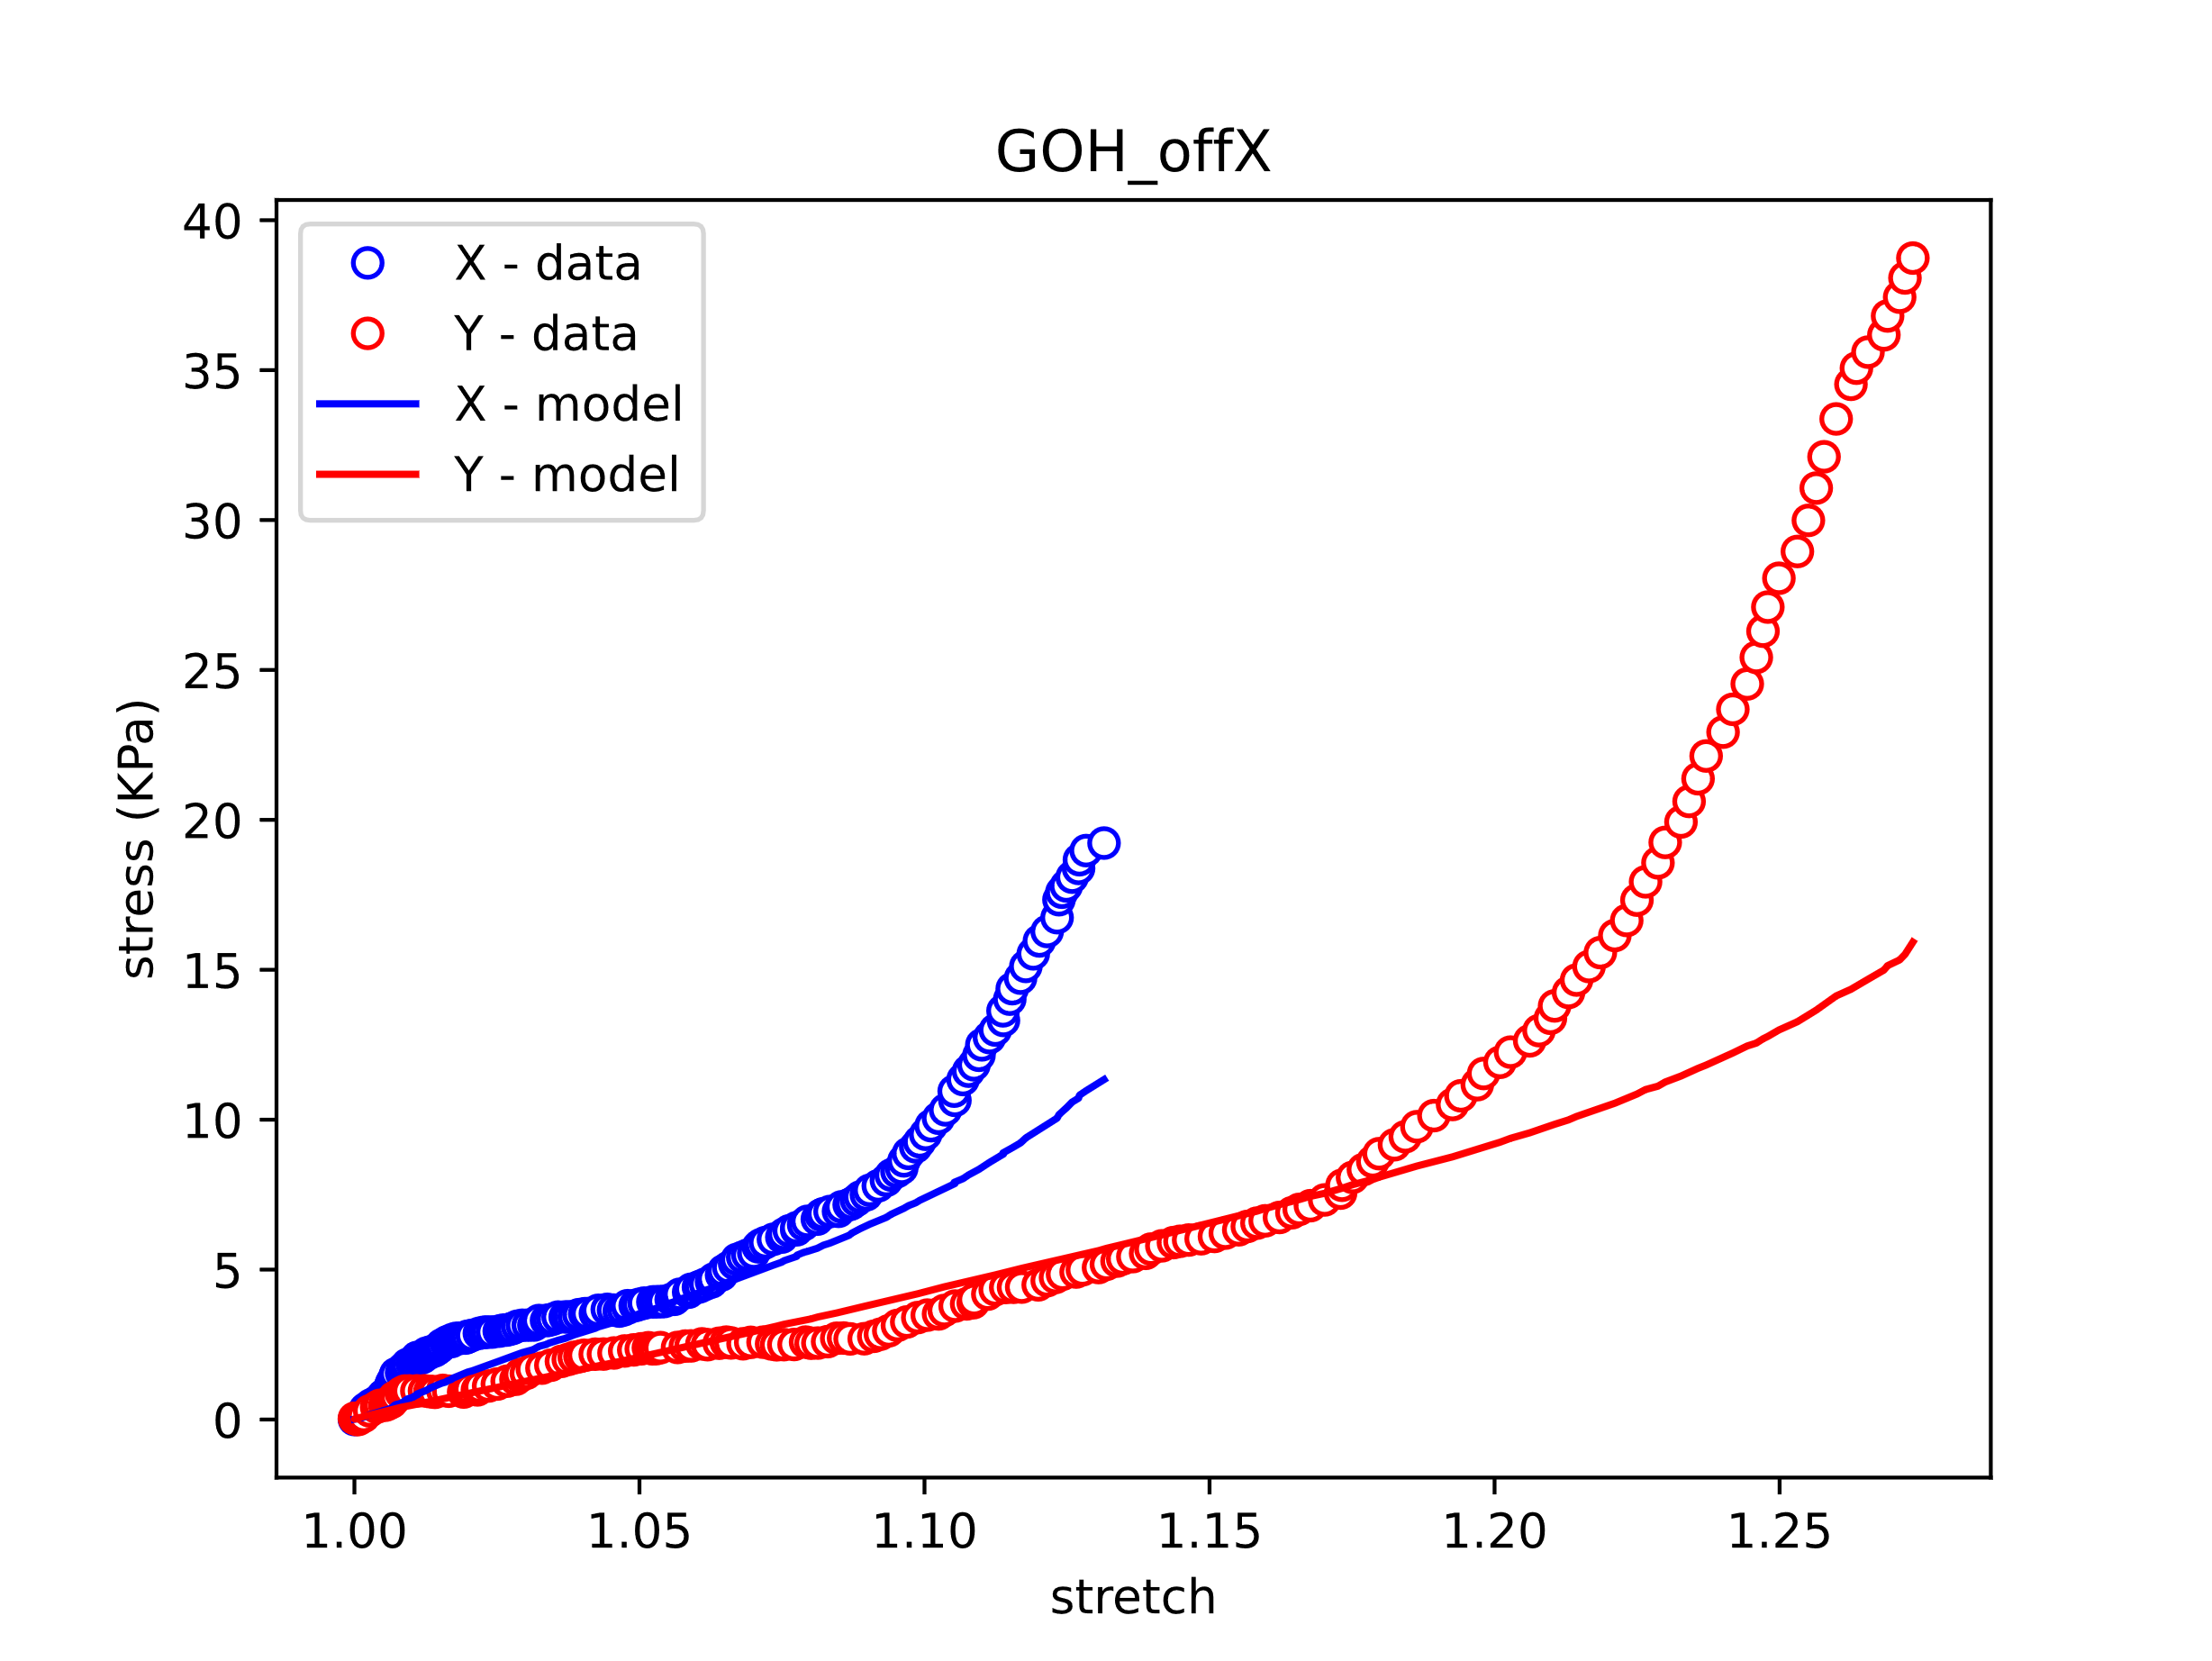 GOH_offX
40
35
30
25
20
15
10
5
0
stress (KPa)
X - data
Y - data
X - model
Y - model
1.00 1.05 1.10 1.15 1.20 1.25
stretch